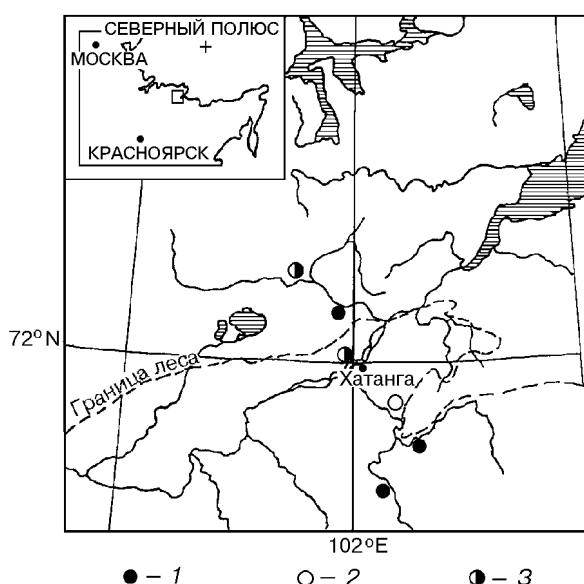 СЕВЕРНЫЙ ПОЛЮС
МОСКВА
КРАСНОЯРСК
72° N
Граница леса
Хатанга
102°E
1
2
3